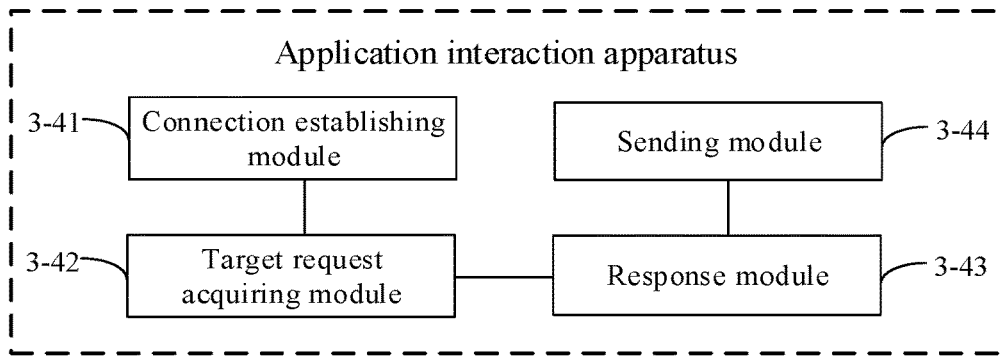 Application interaction apparatus
3-41
Connection establishing
module
Sending module
3-44
3-42
Target request
acquiring module
Response module
3-43